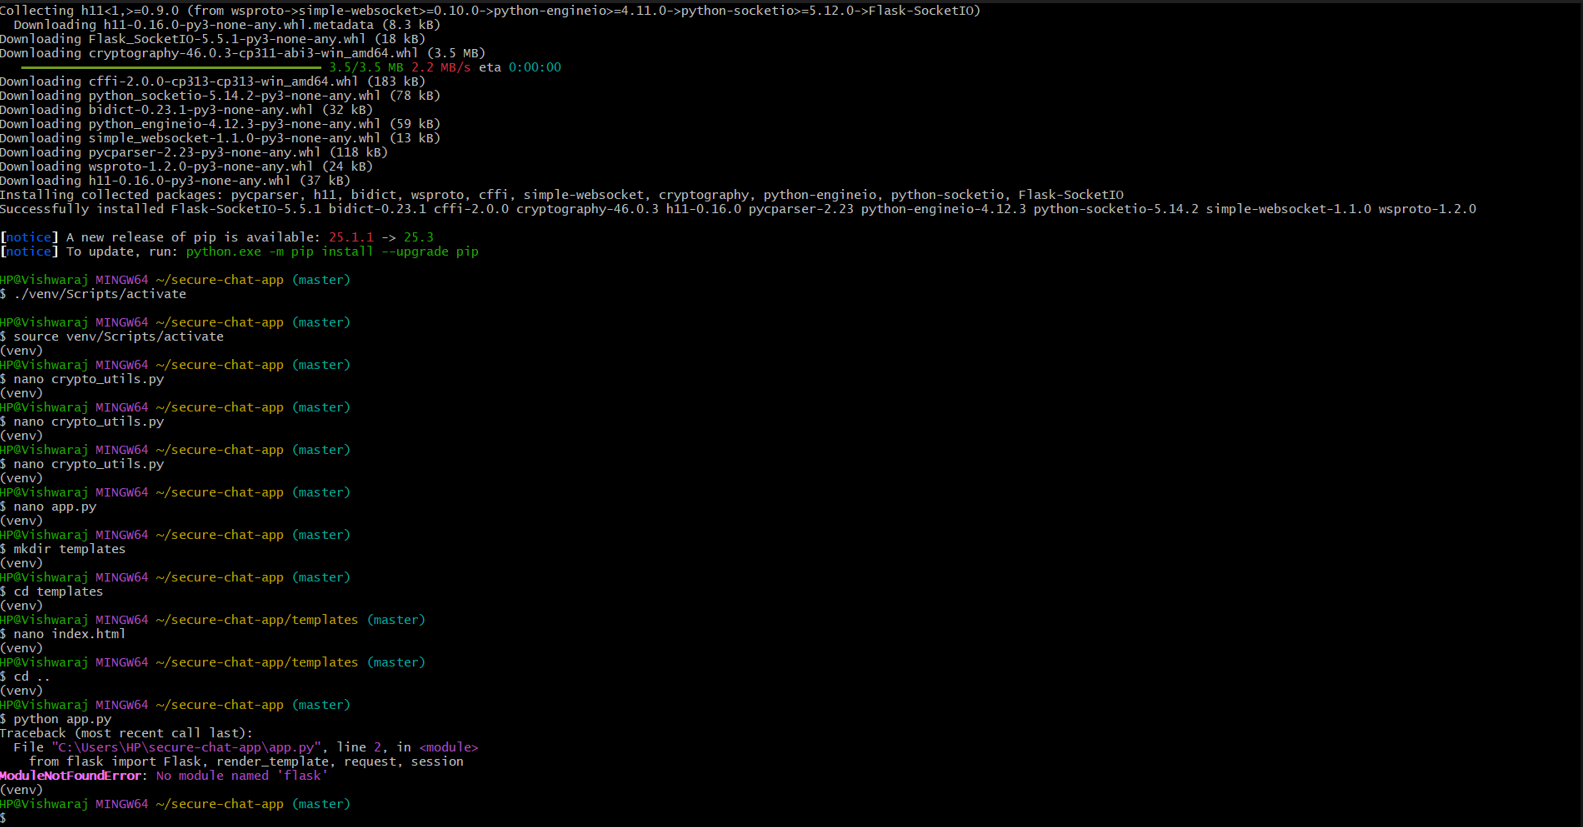 Collecting h11<1,>=0.9.0 (from wsproto->simple-websocket>=0.10.0->python-engineio>=4.11.0->python-socketio>=5.12.0->Flask-SocketIO)
  Downloading h11-0.16.0-py3-none-any.whl.metadata (8.3 kB)
Downloading Flask_SocketIO-5.5.1-py3-none-any.whl (18 kB)
Downloading cryptography-46.0.3-cp311-abi3-win_amd64.whl (3.5 MB)
3.5/3.5 MB 2.2 MB/s eta 0:00:00
Downloading cffi-2.0.0-cp313-cp313-win_amd64.whl (183 kB)
Downloading python_socketio-5.14.2-py3-none-any.whl (78 kB)
Downloading bidict-0.23.1-py3-none-any.whl (32 kB)
Downloading python_engineio-4.12.3-py3-none-any.whl (59 kB)
Downloading simple_websocket-1.1.0-py3-none-any.whl (13 kB)
Downloading pycparser-2.23-py3-none-any.whl (118 kB)
Downloading wsproto-1.2.0-py3-none-any.whl (24 kB)
Downloading h11-0.16.0-py3-none-any.whl (37 kB)
Installing collected packages: pycparser, h11, bidict, wsproto, cffi, simple-websocket, cryptography, python-engineio, python-socketio, Flask-SocketIO
Successfully installed Flask-SocketIO-5.5.1 bidict-0.23.1 cffi-2.0.0 cryptography-46.0.3 h11-0.16.0 pycparser-2.23 python-engineio-4.12.3 python-socketio-5.14.2 simple-websocket-1.1.0 wsproto-1.2.0
[notice] A new release of pip is available: 25.1.1 -> 25.3
[notice] To update, run: python.exe -m pip install --upgrade pip
HP@Vishwaraj MINGW64 ~/secure-chat-app (master)
$ ./venv/Scripts/activate
HP@Vishwaraj MINGW64 ~/secure-chat-app (master)
$ source venv/Scripts/activate
(venv)
HP@Vishwaraj MINGW64 ~/secure-chat-app (master)
$ nano crypto_utils.py
(venv)
HP@Vishwaraj MINGW64 ~/secure-chat-app (master)
$ nano crypto_utils.py
(venv)
HP@Vishwaraj MINGW64 ~/secure-chat-app (master)
$ nano crypto_utils.py
(venv)
HP@Vishwaraj MINGW64 ~/secure-chat-app (master)
$ nano app.py
(venv)
HP@Vishwaraj MINGW64 ~/secure-chat-app (master)
$ mkdir templates
(venv)
HP@Vishwaraj MINGW64 ~/secure-chat-app (master)
$ cd templates
(venv)
HP@Vishwaraj MINGW64 ~/secure-chat-app/templates (master)
$ nano index.html
(venv)
HP@Vishwaraj MINGW64 ~/secure-chat-app/templates (master)
$ cd ..
(venv)
HP@Vishwaraj MINGW64 ~/secure-chat-app (master)
$ python app.py
Traceback (most recent call last):
  File "C:\Users\HP\secure-chat-app\app.py", line 2, in <module>
    from flask import Flask, render_template, request, session
ModuleNotFoundError: No module named 'flask'
(venv)
HP@Vishwaraj MINGW64 ~/secure-chat-app (master)
$